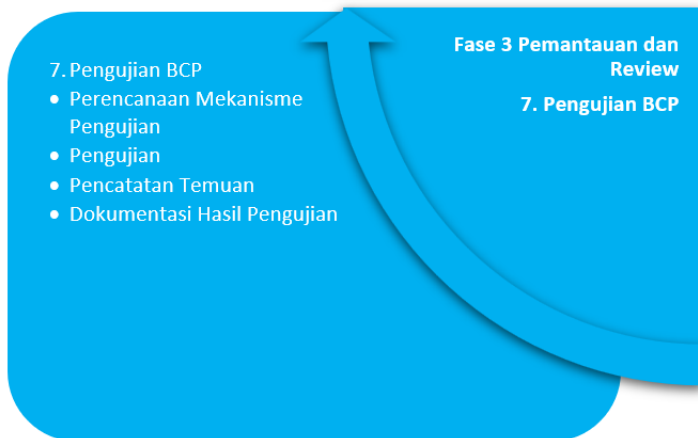 7. Pengujian BCP
• Perencanaan Mekanisme
Pengujian
• Pengujian
• Pencatatan Temuan
• Dokumentasi Hasil Pengujian
Fase 3 Pemantauan dan
Review
7. Pengujian BCP